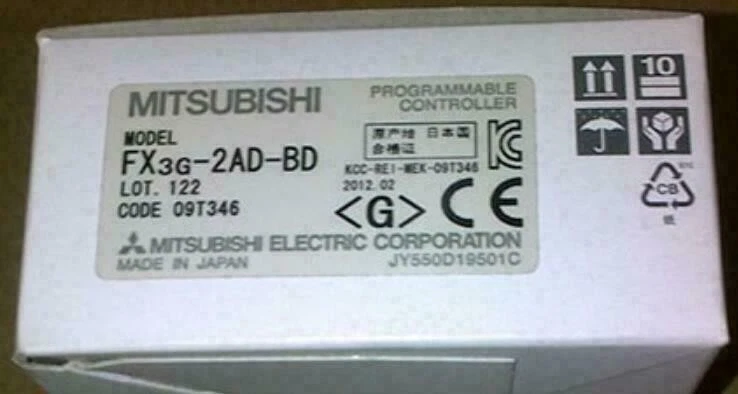 MITSUBISHI
PROGRAMMABLE
CONTROLLER
MODEL
FX3G-2AD-BD
LOT. 122
CODE 09T346
原产地 日本国
合格证
KCC-REI-MEK-09T346
2012.02
<G> CE
MITSUBISHI ELECTRIC CORPORATION
MADE IN JAPAN
JY550D19501C
10
CB
纸